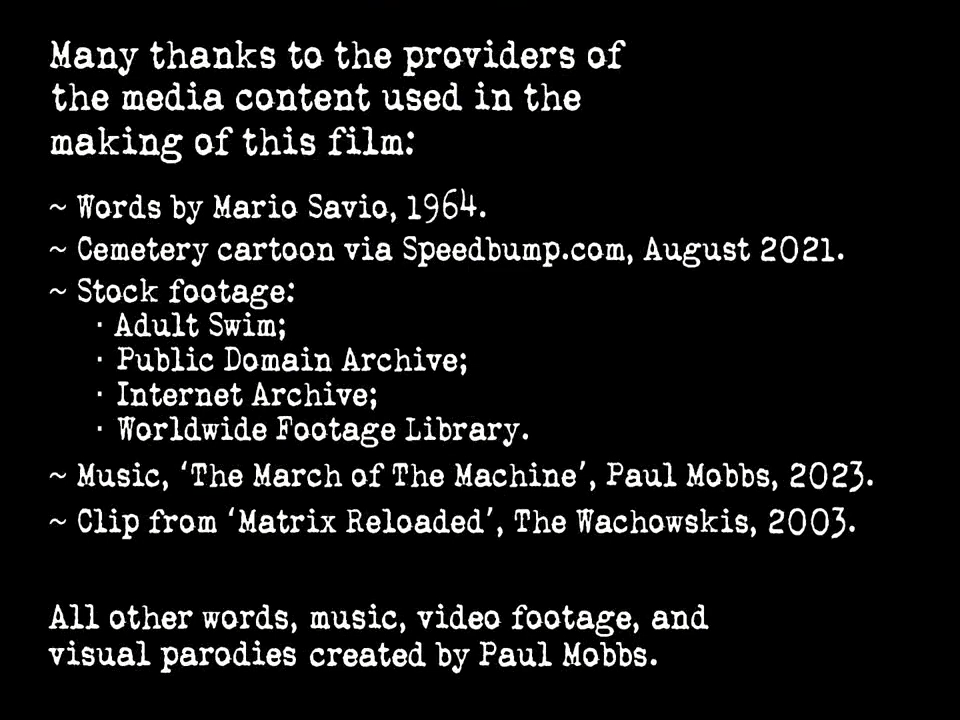 Many thanks to the providers of
the media content used in the
making of this film:
~ Words by Mario Savio, 1964.
~ Cemetery cartoon via Speedbump.com, August 2021.
~ Stock footage:
· Adult Swim;
· Public Domain Archive;
· Internet Archive;
· Worldwide Footage Library.
~ Music, ‘The March of The Machine’, Paul Mobbs, 2023.
~ Clip from ‘Matrix Reloaded’, The Wachowskis, 2003.
All other words, music, video footage, and
visual parodies created by Paul Mobbs.